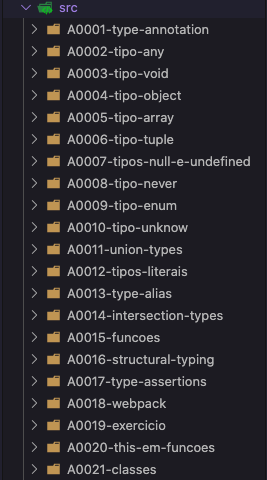 src
A0001-type-annotation
A0002-tipo-any
A0003-tipo-void
A0004-tipo-object
A0005-tipo-array
A0006-tipo-tuple
A0007-tipos-null-e-undefined
A0008-tipo-never
A0009-tipo-enum
A0010-tipo-unknow
A0011-union-types
A0012-tipos-literais
A0013-type-alias
A0014-intersection-types
A0015-funcoes
A0016-structural-typing
A0017-type-assertions
A0018-webpack
A0019-exercicio
A0020-this-em-funcoes
A0021-classes